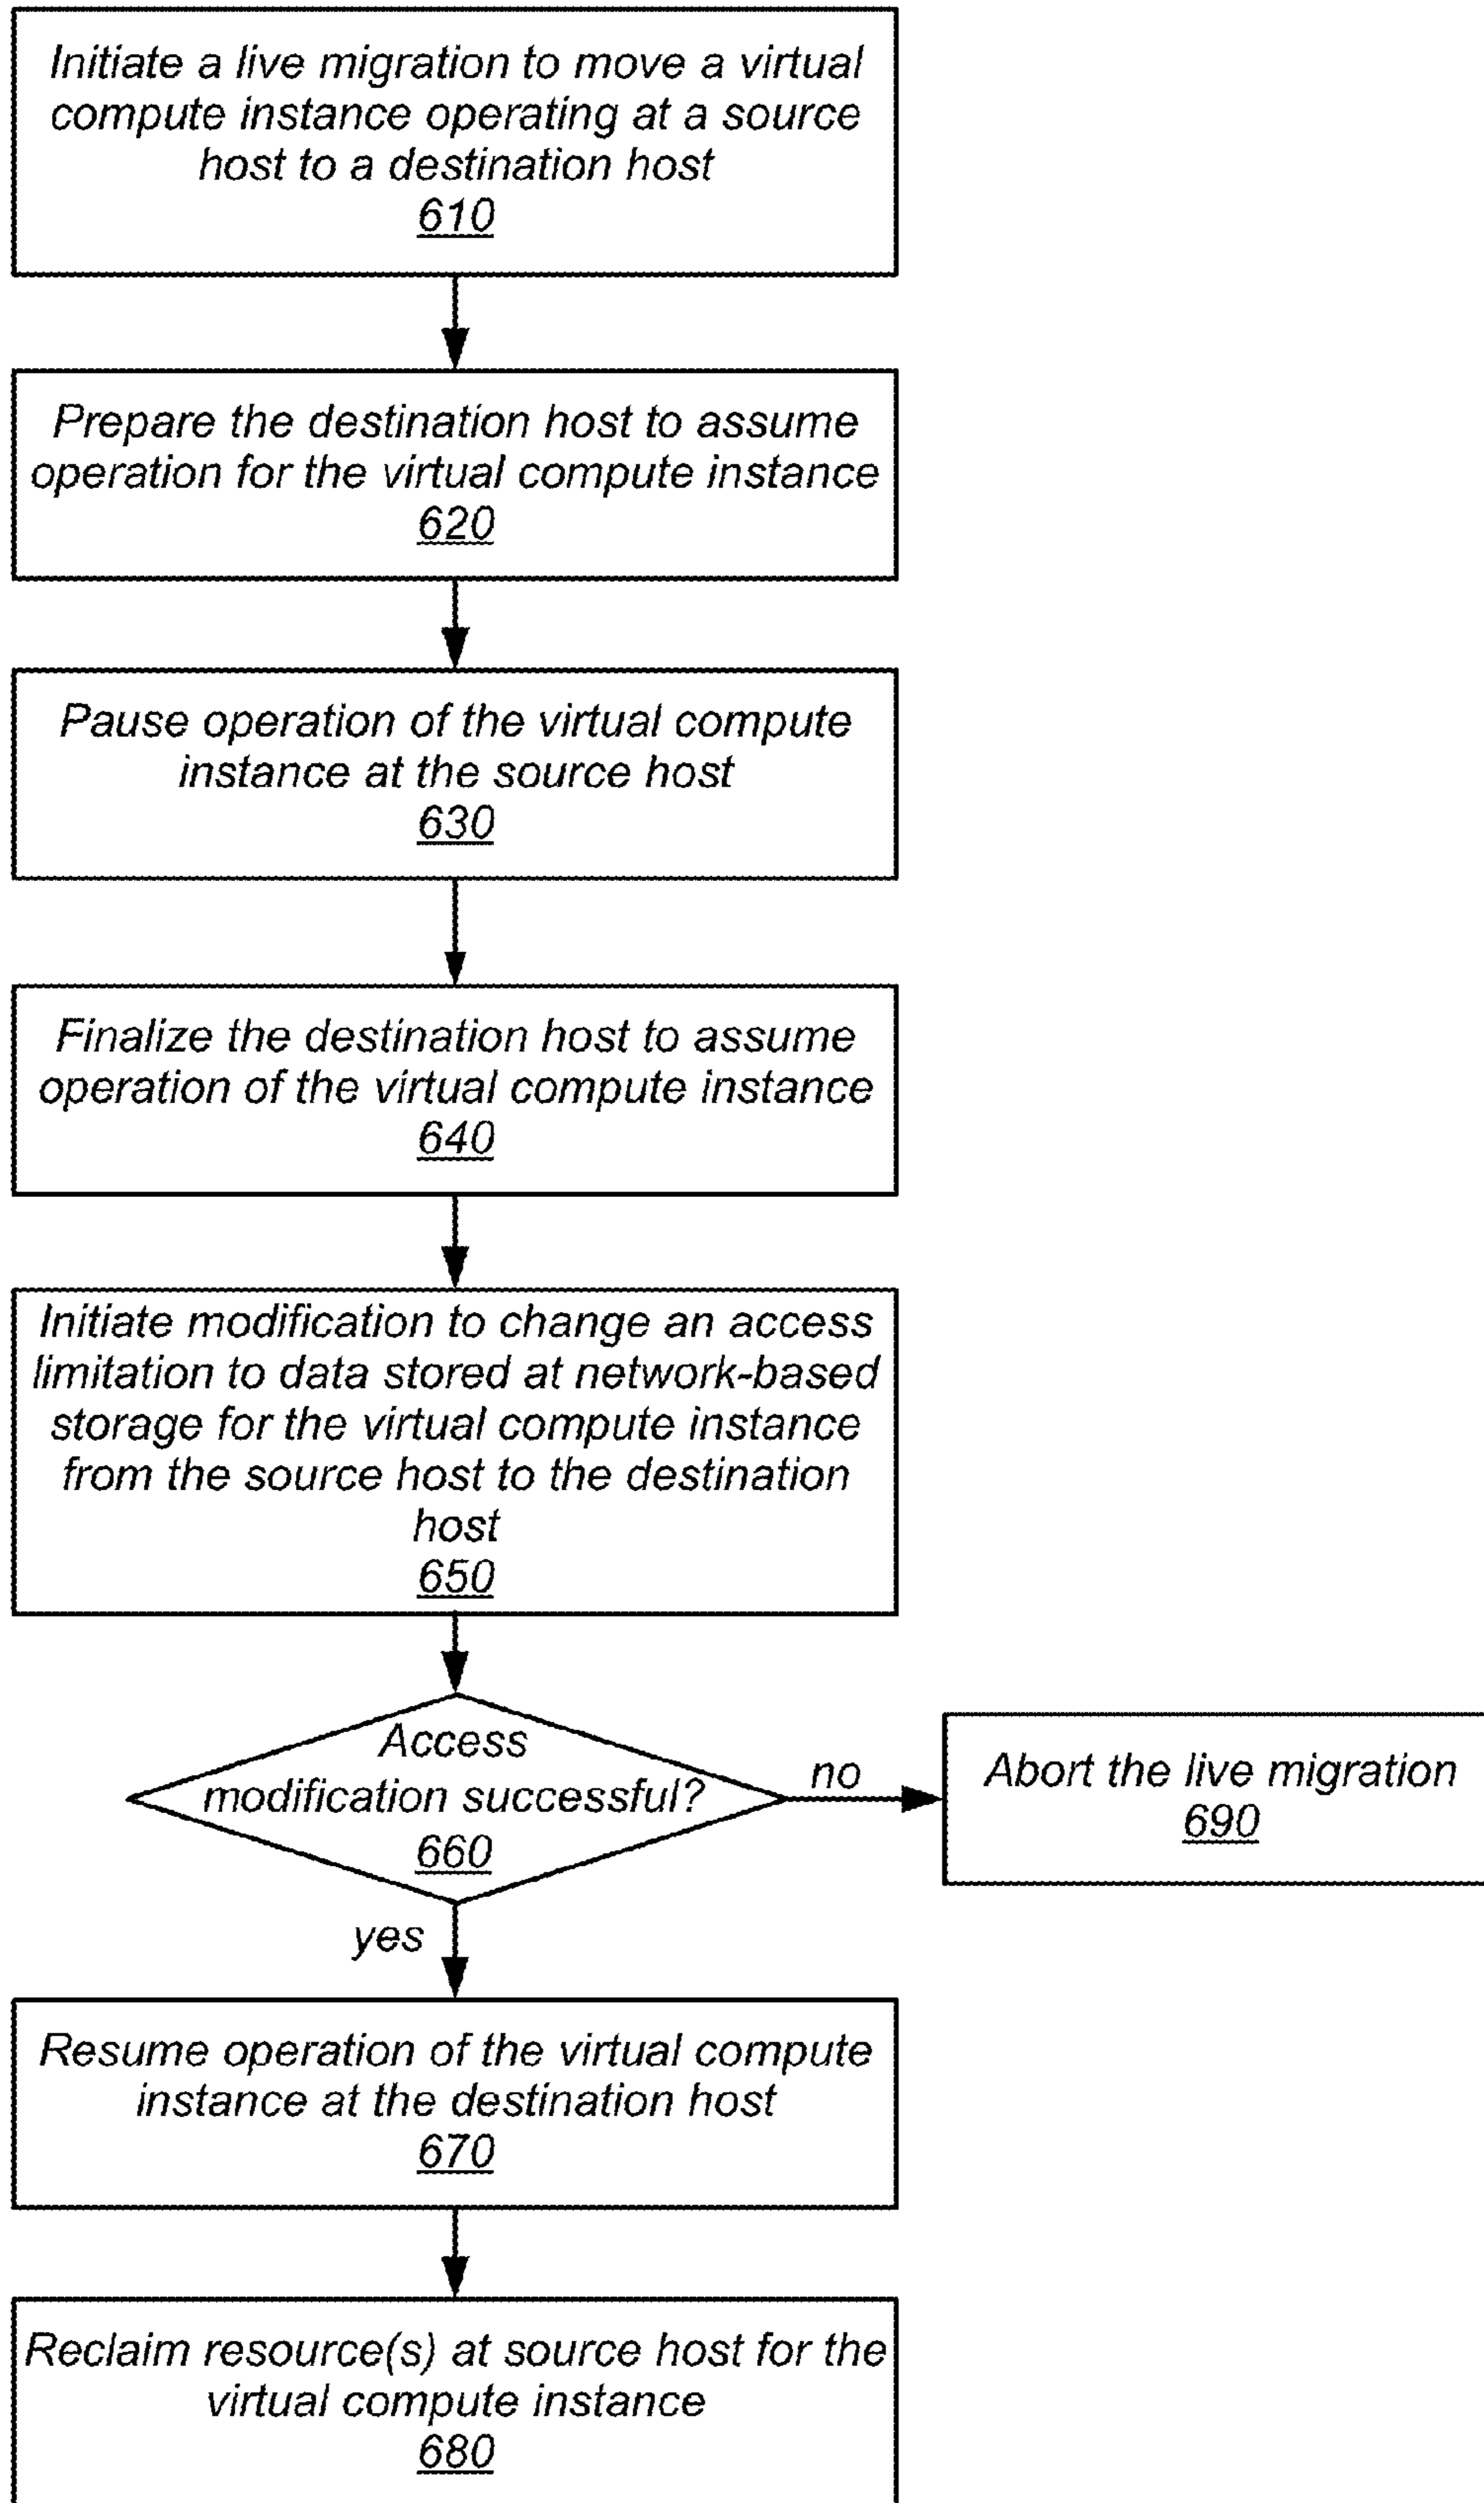 Initiate a live migration to move a virtual
compute instance operating at a source
host to a destination host
610
Prepare the destination host to assume
operation for the virtual compute instance
620
Pause operation of the virtual compute
instance at the source host
630
Finalize the destination host to assume
operation of the virtual compute instance
640
Initiate modification to change an access
limitation to data stored at network-based
storage for the virtual compute instance
from the source host to the destination
host
650
Access
modification successful?
660
no
Abort the live migration
690
yes
Resume operation of the virtual compute
instance at the destination host
670
Reclaim resource(s) at source host for the
virtual compute instance
680